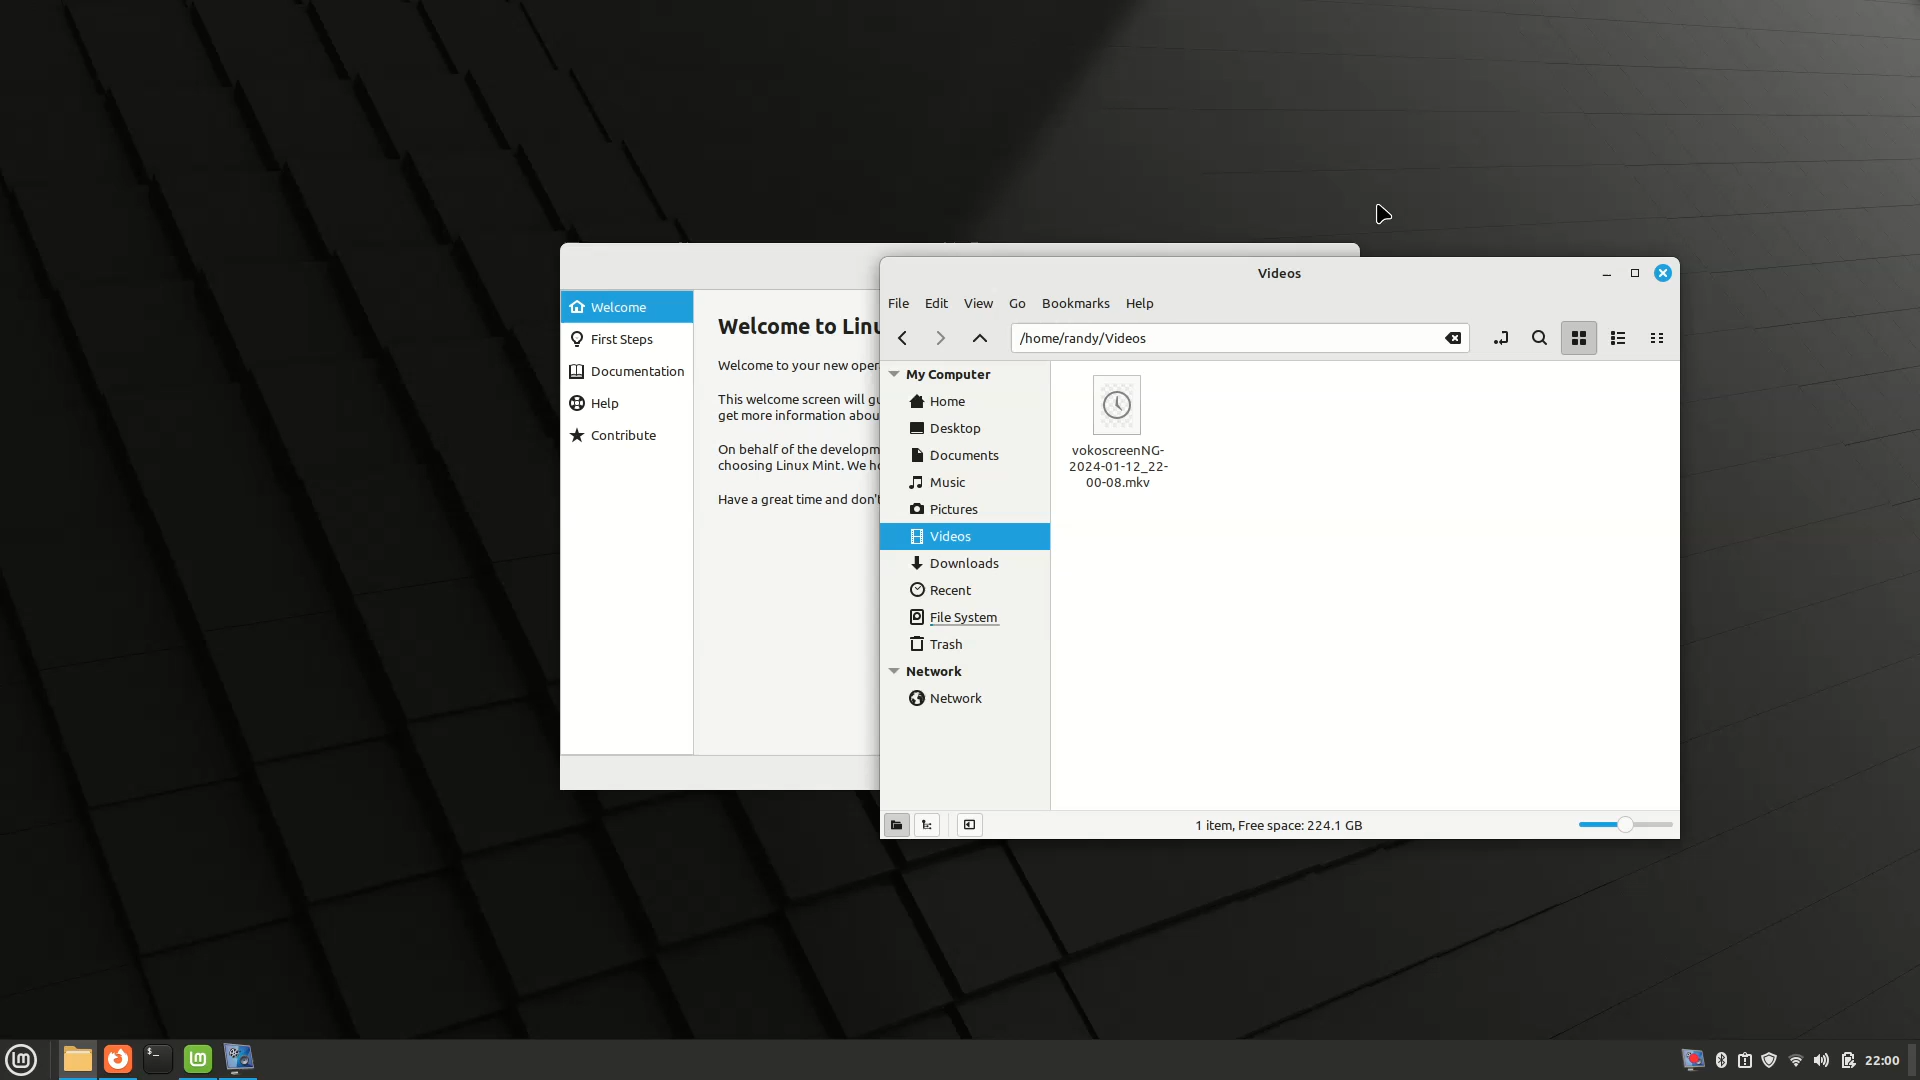 Welcome
First Steps
Documentation
Help
Contribute
Welcome to Linu
Welcome to your new oper
This welcome screen will gu
get more information abou
On behalf of the developm
choosing Linux Mint. We ho
Have a great time and don't
Videos
File Edit View Go Bookmarks Help
/home/randy/Videos
My Computer
Home
Desktop
Documents
Music
Pictures
Videos
Downloads
Recent
File System
Trash
Network
Network
vokoscreenNG-
2024-01-12_22-
00-08.mkv
1 item, Free space: 224.1 GB
$_
22:00